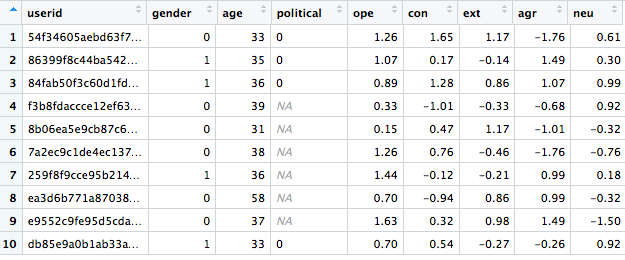 userid gender age political ope con ext agr neu
1 54f34605aebd63f7... 0 33 0 1.26 1.65 1.17 -1.76 0.61
2 86399f8c44ba542... 1 35 0 1.07 0.17 -0.14 1.49 0.30
3 84fab50f3c60d1fd... 1 36 0 0.89 1.28 0.86 1.07 0.99
4 f3b8fdaccce12ef63... 0 39 NA 0.33 -1.01 -0.33 -0.68 0.92
5 8b06ea5e9cb87c6... 0 31 NA 0.15 0.47 1.17 -1.01 -0.32
6 7a2ec9c1de4ec137... 0 38 NA 1.26 0.76 -0.46 -1.76 -0.76
7 259f8f9cce95b214... 1 36 NA 1.44 -0.12 -0.21 0.99 0.18
8 ea3d6b771a87038... 0 58 NA 0.70 -0.94 0.86 0.99 -0.32
9 e9552c9fe95d5cda... 0 37 NA 1.63 0.32 0.98 1.49 -1.50
10 db85e9a0b1ab33a... 1 33 0 0.70 0.54 -0.27 -0.26 0.92